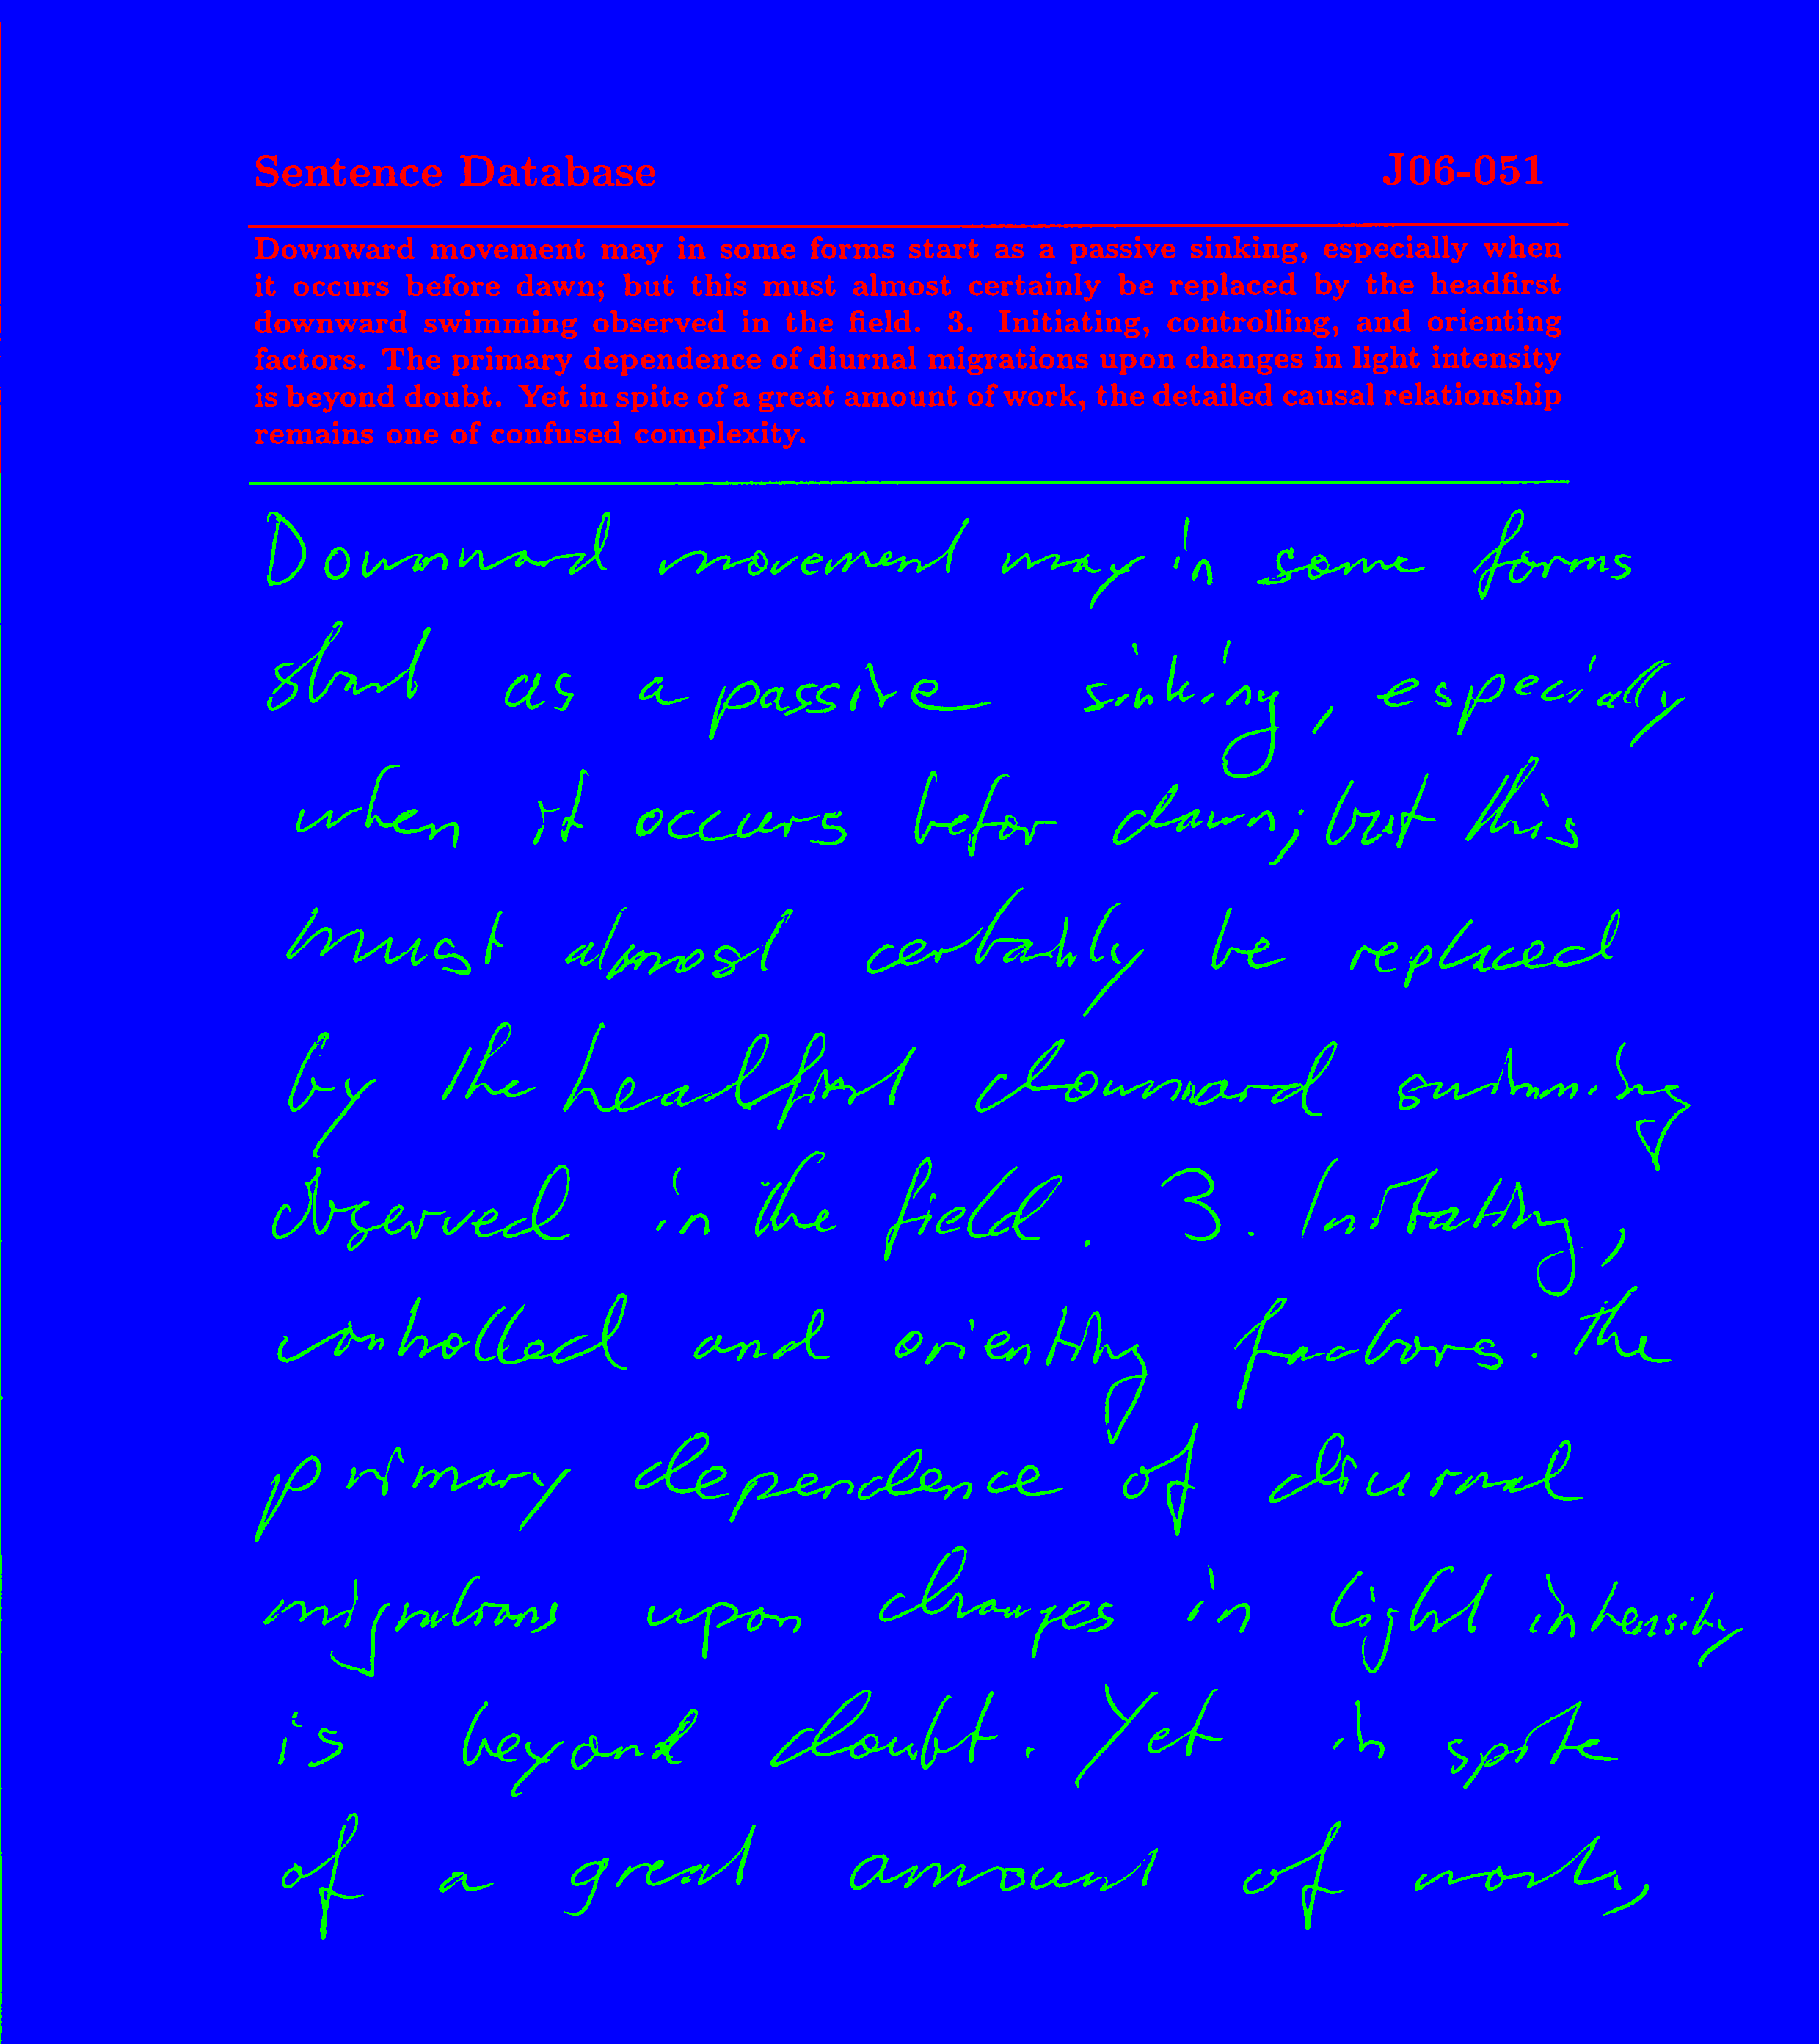 Sentence Database J06-051
Downward movement may in some forms start as a passive sinking, especially when
it occurs before dawn; but this must almost certainly be replaced by the headfirst
downward swimming observed in the field. 3. Initiating, controlling, and orienting
factors. The primary dependence of diurnal migrations upon changes in light intensity
is beyond doubt. Yet in spite of a great amount of work, the detailed causal relationship
remains one of confused complexity.
Downward movement may in some forms
start as a passive sinking, especially
when it occurs befor dawn; but this
must almost certainly be replaced
by the headfirst downward swimming
observed in the field. 3. Initating,
controlled and orienting factors. The
primary dependence of diurnal
migrations upon changes in light intensity
is beyond doubt. Yet in spite
of a great amount of work,